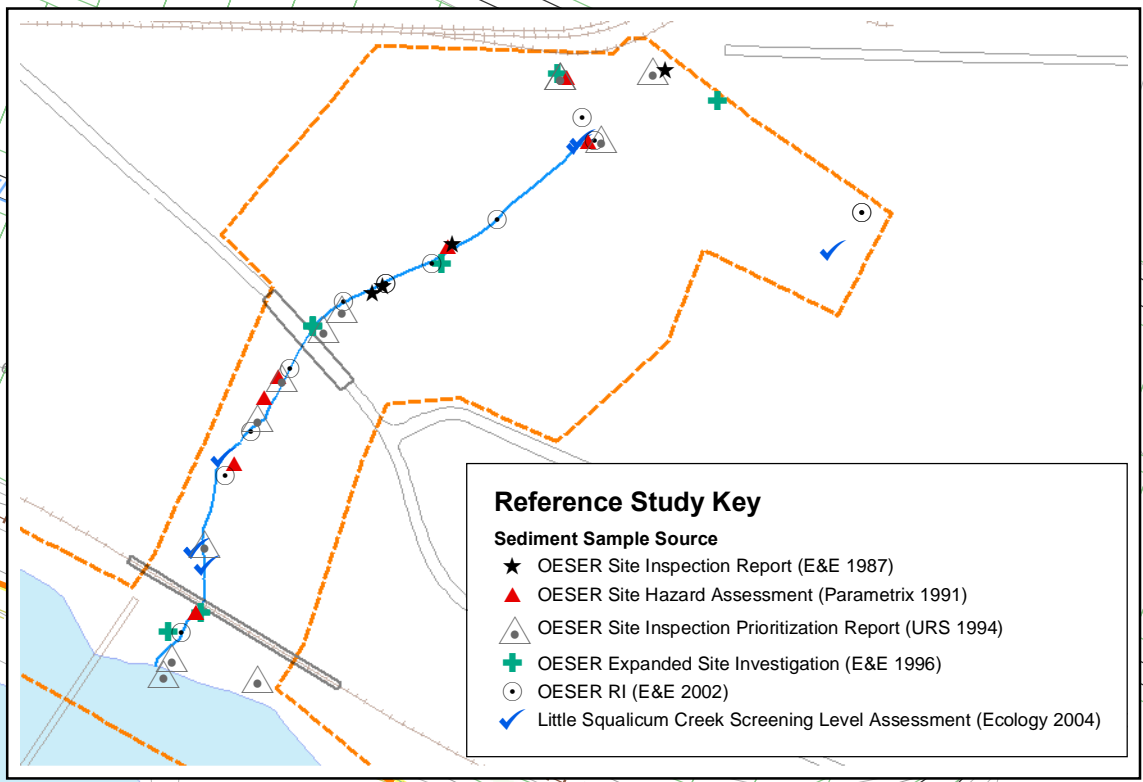 Reference Study Key
Sediment Sample Source
OESER Site Inspection Report (E&E 1987)
OESER Site Hazard Assessment (Parametrix 1991)
OESER Site Inspection Prioritization Report (URS 1994)
OESER Expanded Site Investigation (E&E 1996)
OESER RI (E&E 2002)
Little Squalicum Creek Screening Level Assessment (Ecology 2004)